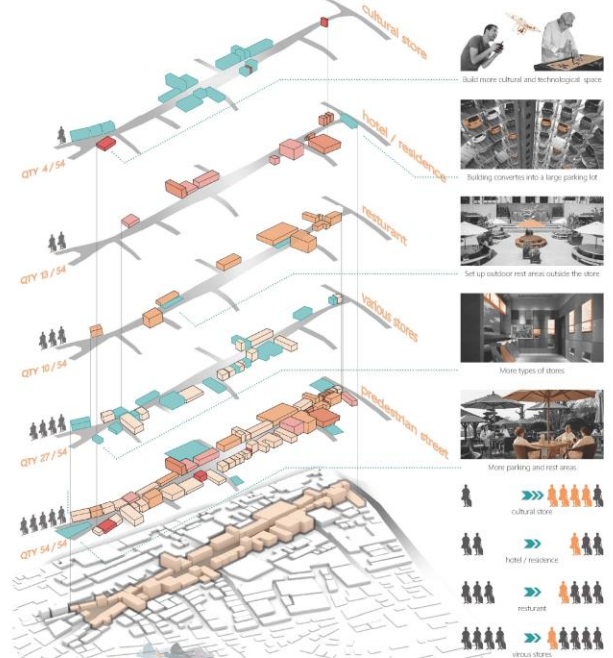 cultural store
Build more cultural and technological space
QTY 4 / 54
hotel / residence
Building convertes into a large parking lot
QTY 13 / 54
resturant
Set up outdoor rest areas outside the store
QTY 10 / 54
various stores
More types of stores
QTY 27 / 54
predestrian street
More parking and rest areas
QTY 54 / 54
cultural store
hotel / residence
resturant
virous stores